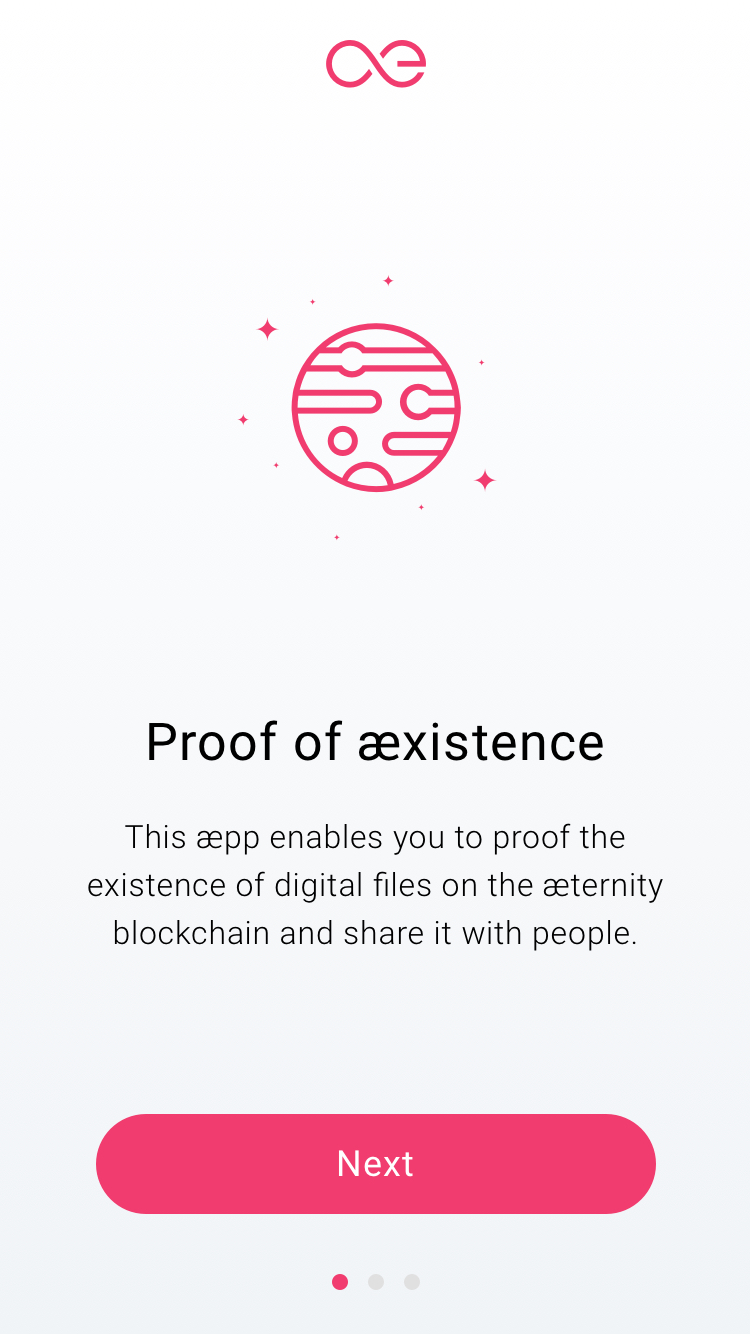 æ
Proof of æxistence
This æpp enables you to proof the
existence of digital files on the æternity
blockchain and share it with people.
Next